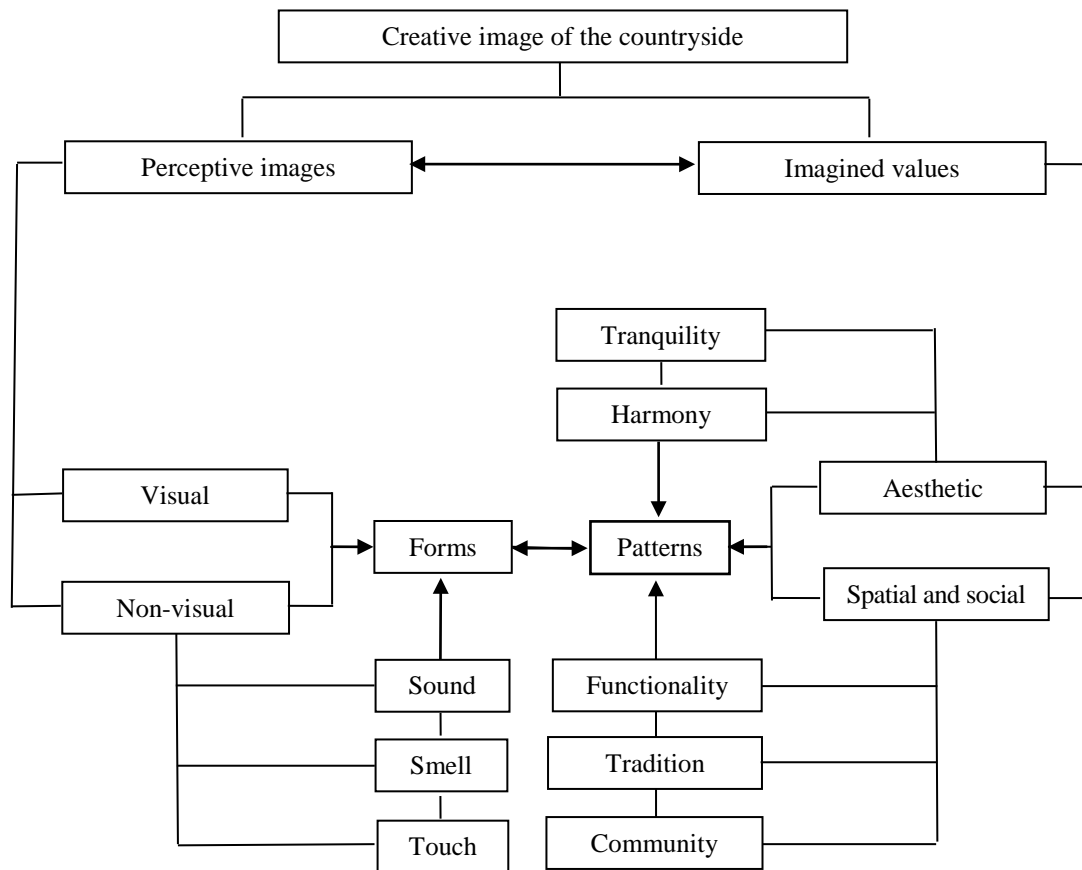 Creative image of the countryside
Perceptive images
Imagined values
Tranquility
Harmony
Visual
Aesthetic
Forms
Patterns
Non-visual
Spatial and social
Sound
Functionality
Smell
Tradition
Touch
Community